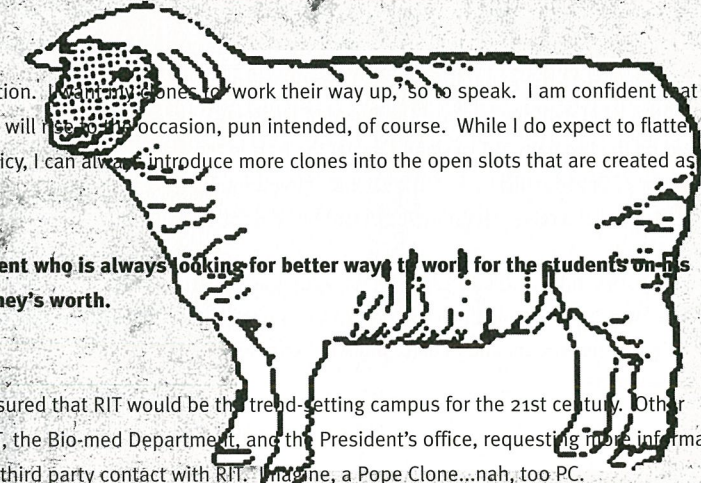 tion. I want my clones to 'work their way up,' so to speak. I am confident that
will rise to the occasion, pun intended, of course. While I do expect to flatter
icy, I can always introduce more clones into the open slots that are created as
ent who is always looking for better ways to work for the students on his
ney's worth.
sured that RIT would be the trend-setting campus for the 21st century. Other
, the Bio-med Department, and the President's office, requesting more informa
third party contact with RIT. Imagine, a Pope Clone...nah, too PC.